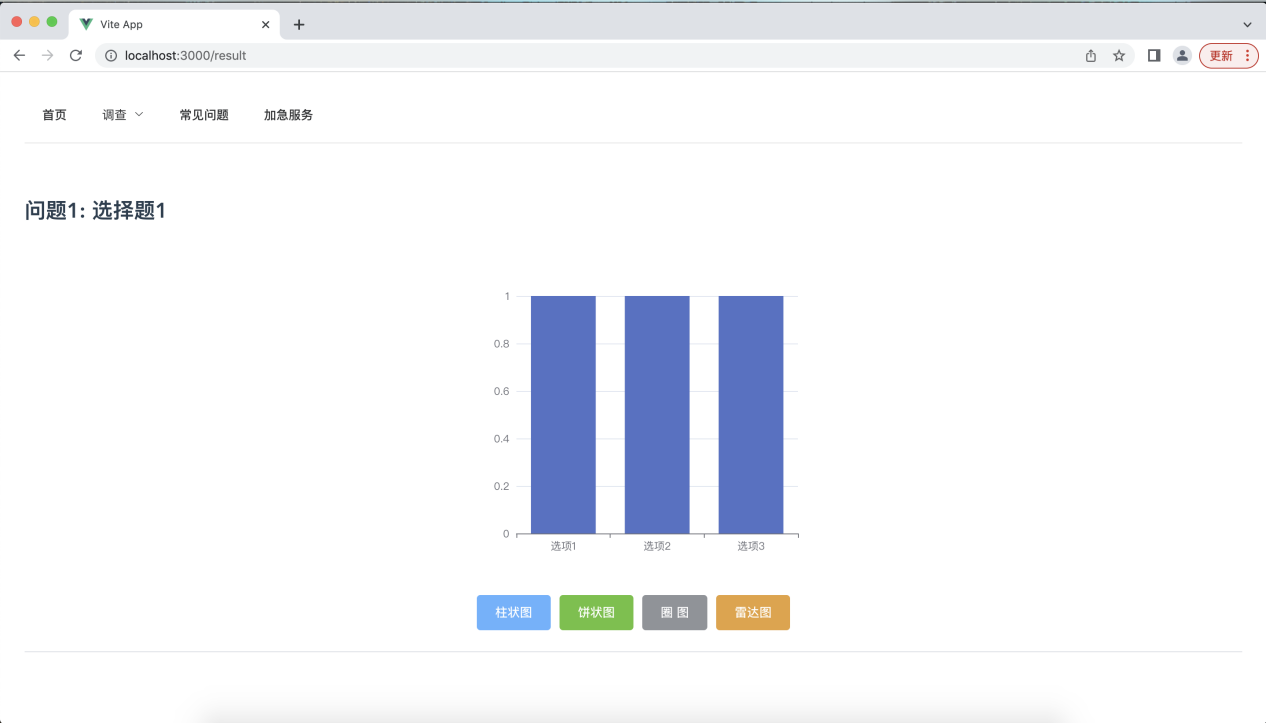 Vite App
localhost:3000/result
更新
首页 调查 常见问题 加急服务
问题1: 选择题1
1
0.8
0.6
0.4
0.2
0
选项1 选项2 选项3
柱状图 饼状图 圈 图 雷达图